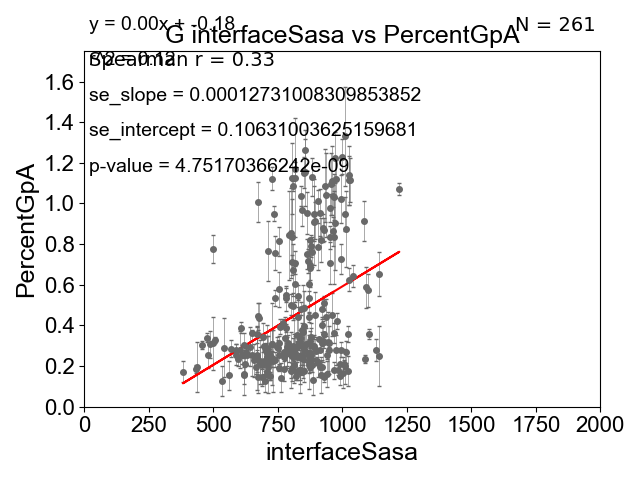 y = 0.00x + -0.18
N = 261
G interfaceSasa vs PercentGpA
Spearman r = 0.33
se_slope = 0.00012731008309853852
se_intercept = 0.10631003625159681
p-value = 4.75170366242e-09
PercentGpA
1.6
1.4
1.2
1.0
0.8
0.6
0.4
0.2
0.0
0 250 500 750 1000 1250 1500 1750 2000
interfaceSasa